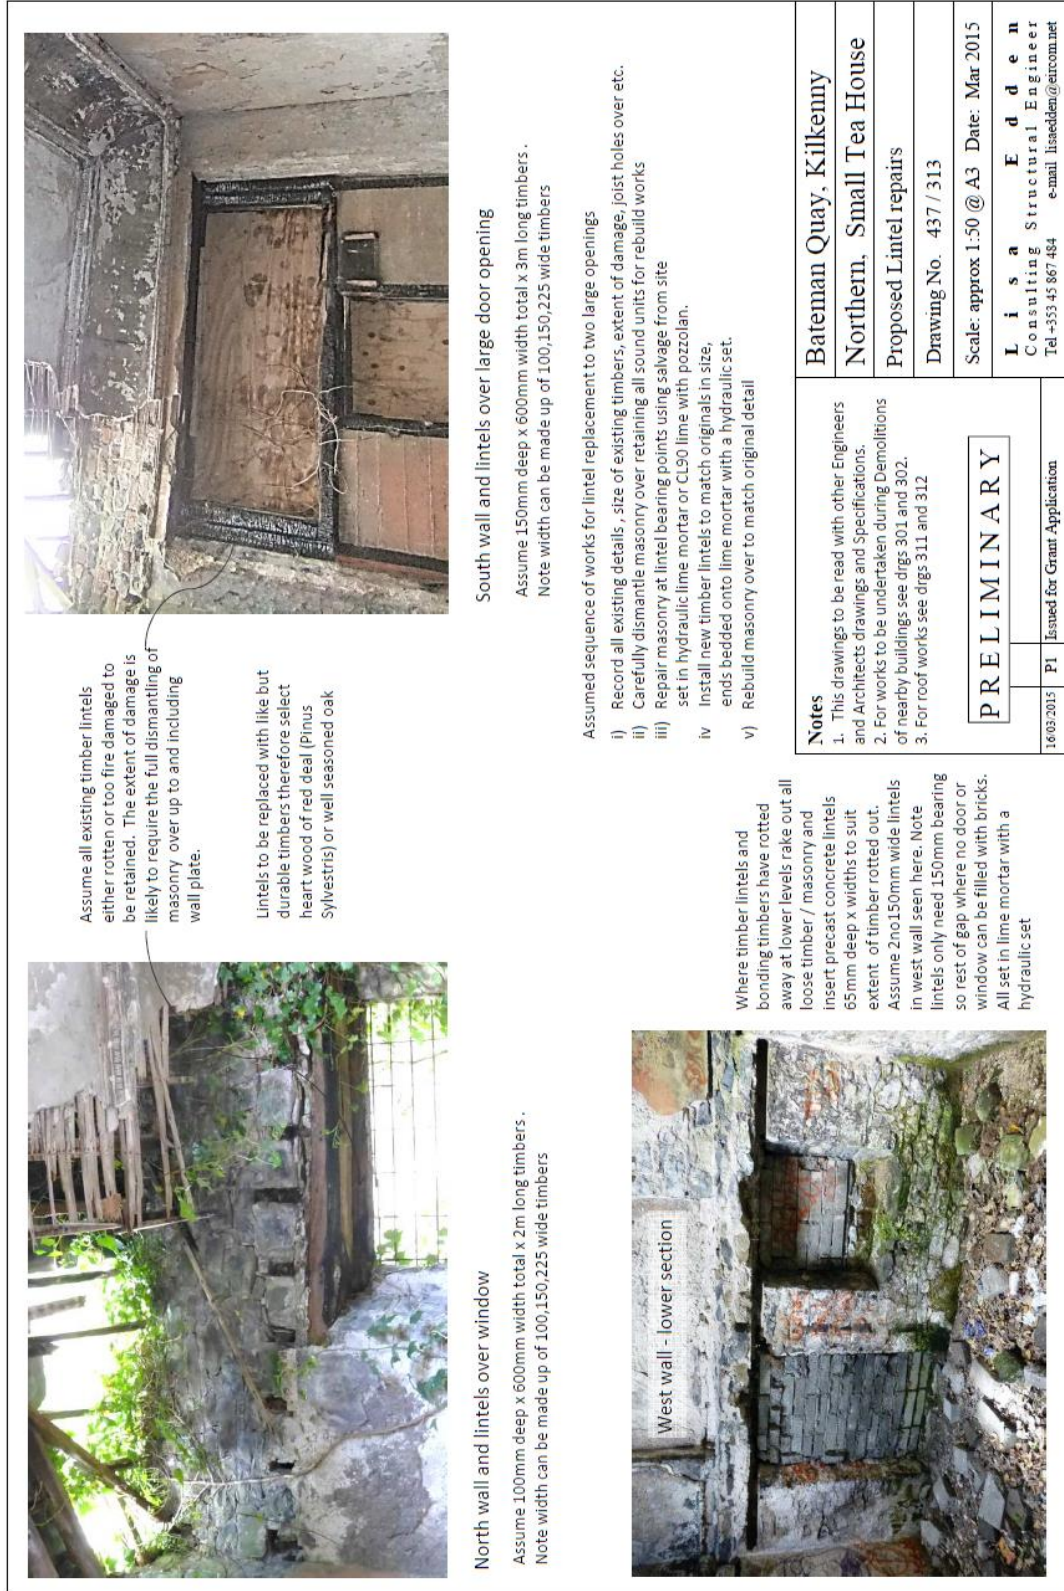 Assume all existing timber lintels
either rotten or too fire damaged to
be retained. The extent of damage is
likely to require the full dismantling of
masonry over up to and including
wall plate.
Lintels to be replaced with like but
durable timbers therefore select
heart wood of red deal (Pinus
Sylvestris) or well seasoned oak
North wall and lintels over window
Assume 100mm deep x 600mm width total x 2m long timbers .
Note width can be made up of 100,150,225 wide timbers
South wall and lintels over large door opening
Assume 150mm deep x 600mm width total x 3m long timbers .
Note width can be made up of 100,150,225 wide timbers
West wall - lower section
Where timber lintels and
bonding timbers have rotted
away at lower levels rake out all
loose timber / masonry and
insert precast concrete lintels
65mm deep x widths to suit
extent of timber rotted out.
Assume 2no150mm wide lintels
in west wall seen here. Note
lintels only need 150mm bearing
so rest of gap where no door or
window can be filled with bricks.
All set in lime mortar with a
hydraulic set
Assumed sequence of works for lintel replacement to two large openings
i) Record all existing details , size of existing timbers, extent of damage, joist holes over etc.
ii) Carefully dismantle masonry over retaining all sound units for rebuild works
iii) Repair masonry at lintel bearing points using salvage from site
set in hydraulic lime mortar or CL90 lime with pozzolan.
iv Install new timber lintels to match originals in size,
ends bedded onto lime mortar with a hydraulic set.
v) Rebuild masonry over to match original detail
Notes
1. This drawings to be read with other Engineers
and Architects drawings and Specifications.
2. For works to be undertaken during Demolitions
of nearby buildings see drgs 301 and 302.
3. For roof works see drgs 311 and 312
PRELIMINARY
16/03/2015 P1 Issued for Grant Application
Bateman Quay, Kilkenny
Northern, Small Tea House
Proposed Lintel repairs
Drawing No. 437 / 313
Scale: approx 1:50 @ A3 Date: Mar 2015
Lisa Edden
Consulting Structural Engineer
Tel +353 45 867 484 e-mail lisaedden@eircom.net